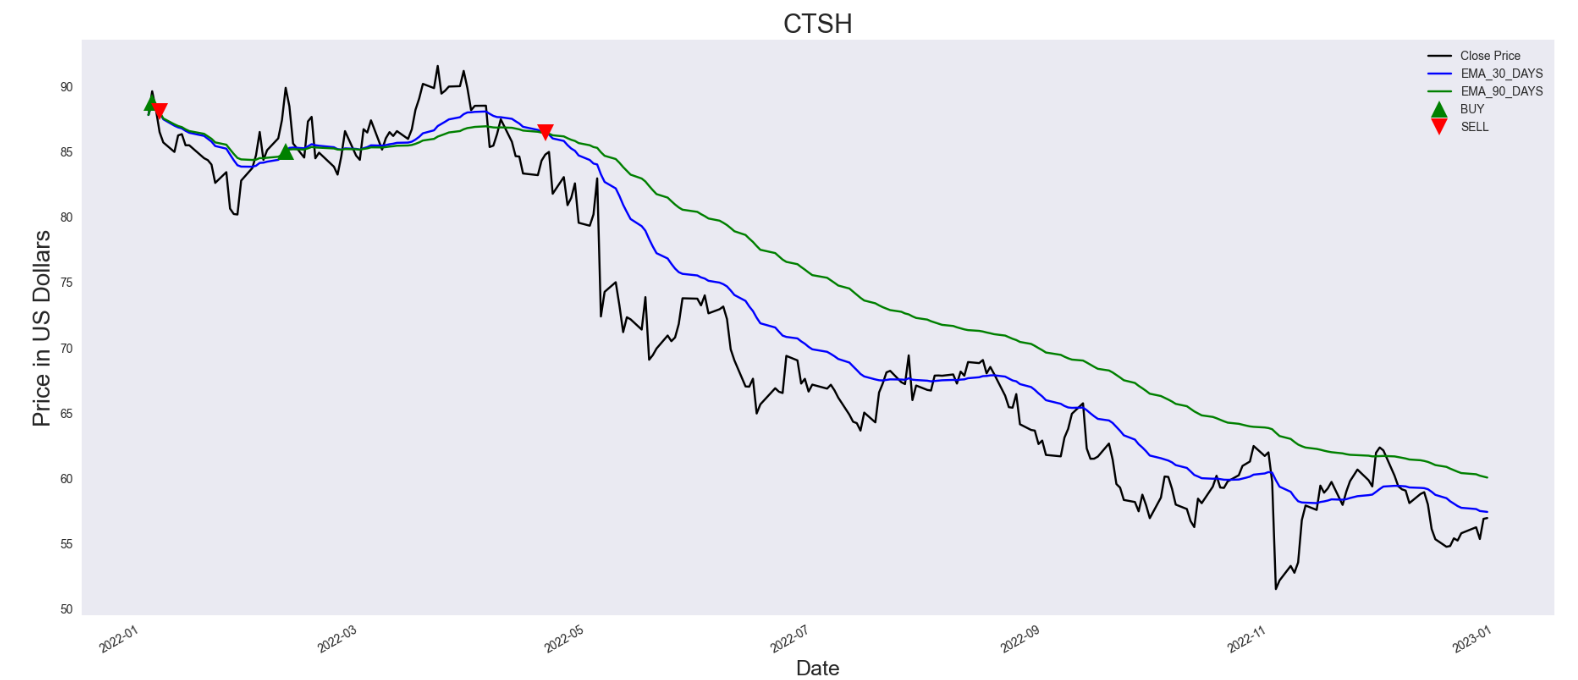 CTSH
Close Price
EMA_30_DAYS
EMA_90_DAYS
BUY
SELL
Price in US Dollars
90
85
80
75
70
65
60
55
50
2022-01
2022-03
2022-05
2022-07
2022-09
2022-11
2023-01
Date